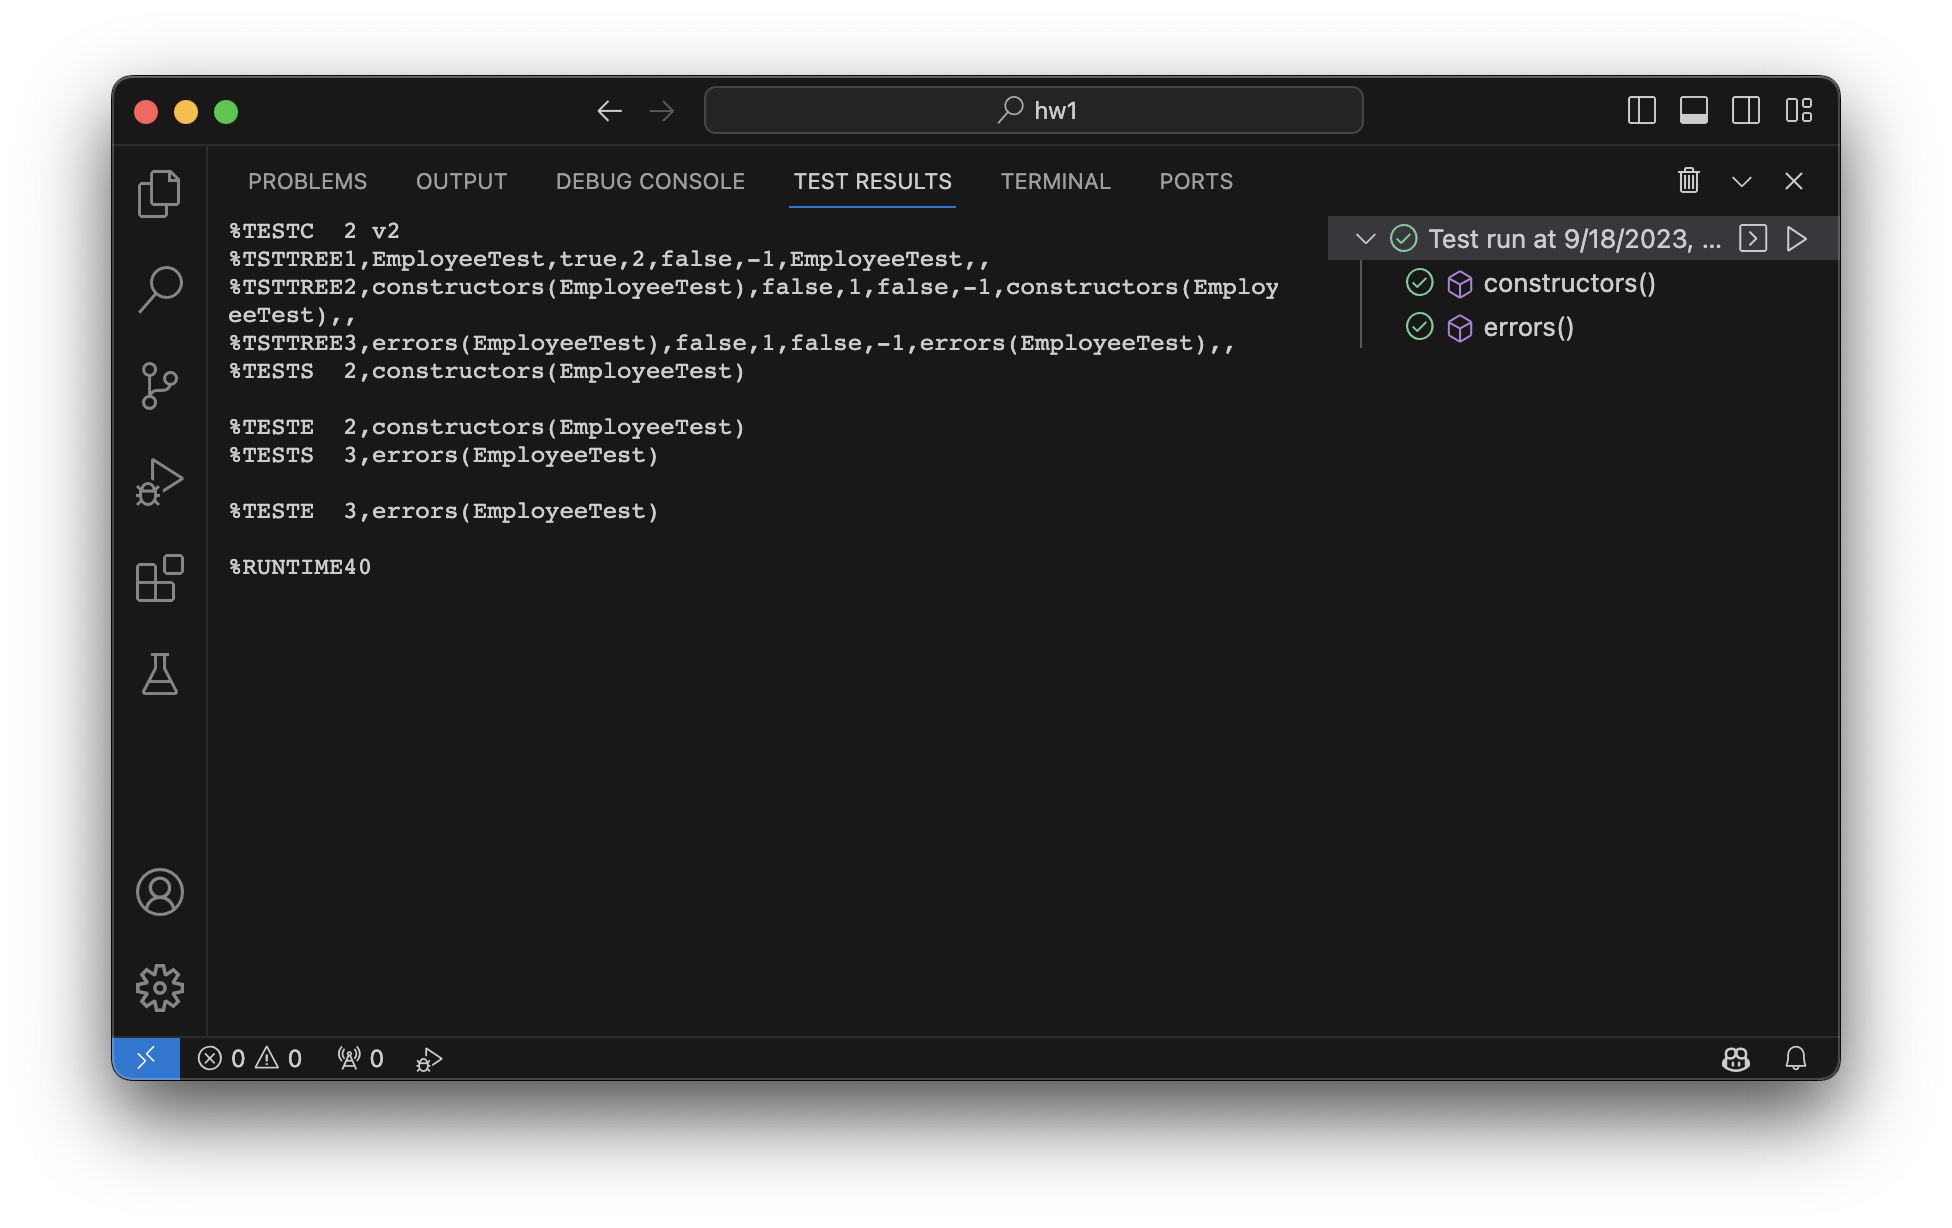 hw1
PROBLEMS OUTPUT DEBUG CONSOLE TEST RESULTS TERMINAL PORTS
%TESTC  2 v2
%TSTTREE1,EmployeeTest,true,2,false,-1,EmployeeTest,,
%TSTTREE2,constructors(EmployeeTest),false,1,false,-1,constructors(Employ
eeTest),,
%TSTTREE3,errors(EmployeeTest),false,1,false,-1,errors(EmployeeTest),,
%TESTS  2,constructors(EmployeeTest)
%TESTE  2,constructors(EmployeeTest)
%TESTS  3,errors(EmployeeTest)
%TESTE  3,errors(EmployeeTest)
%RUNTIME40
Test run at 9/18/2023, ...
constructors()
errors()
0 0 0